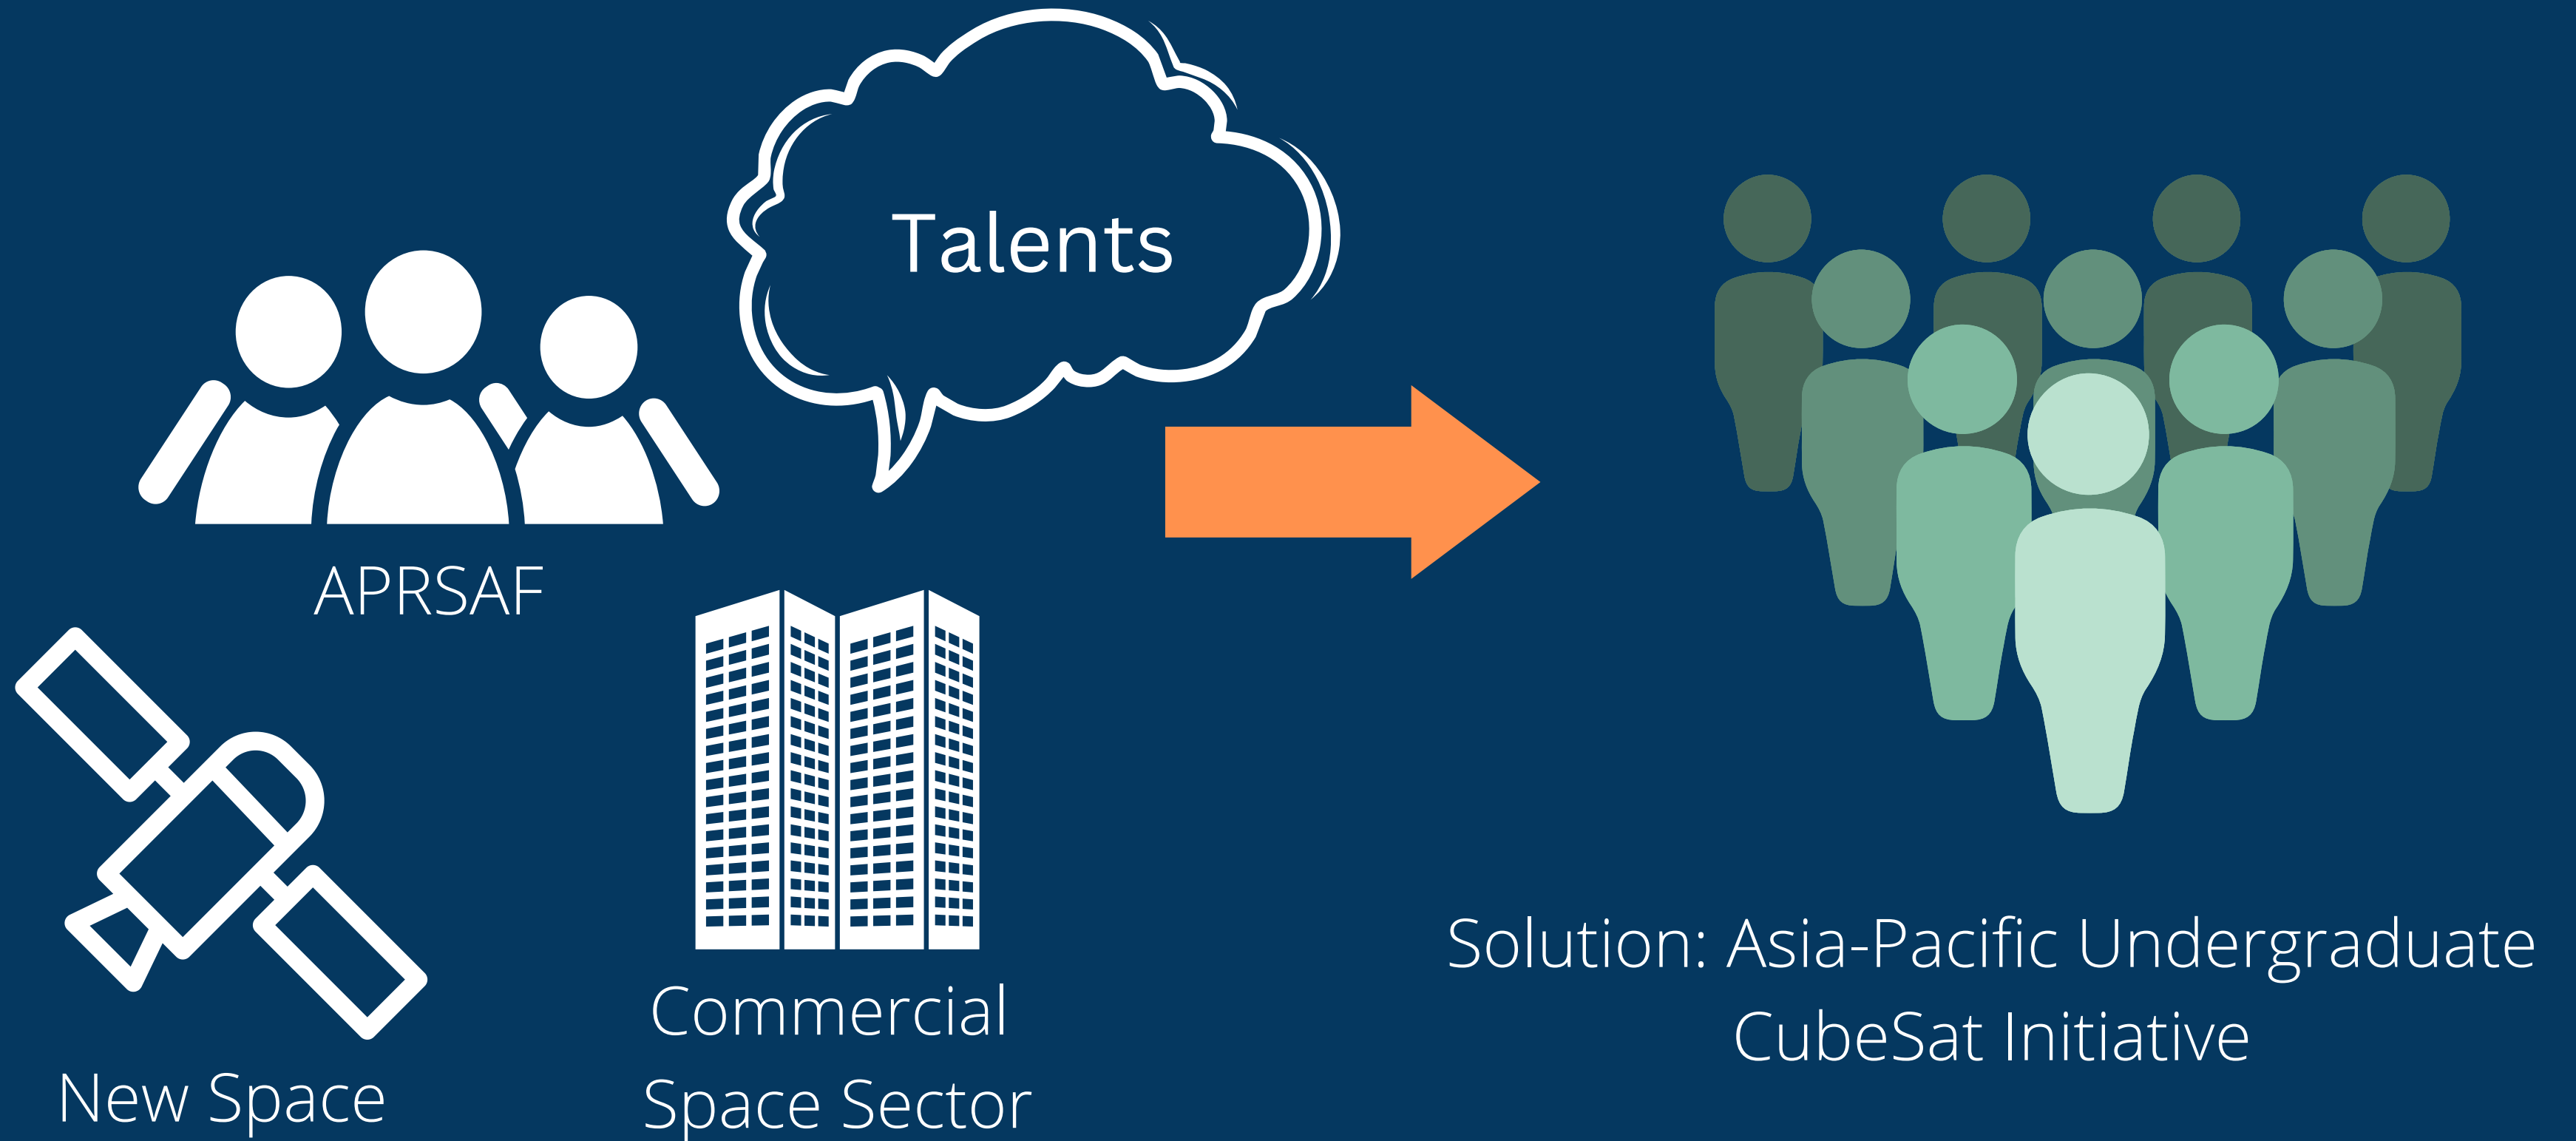 Talents
APRSAF
New Space
Commercial
Space Sector
Solution: Asia-Pacific Undergraduate
CubeSat Initiative